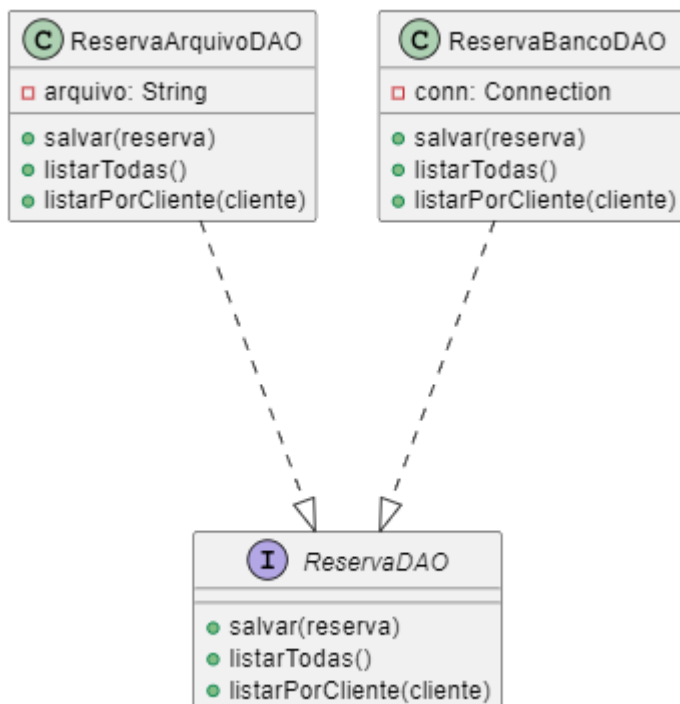 C ReservaArquivoDAO
arquivo: String
salvar(reserva)
listarTodas()
listarPorCliente(cliente)
C ReservaBancoDAO
conn: Connection
salvar(reserva)
listarTodas()
listarPorCliente(cliente)
I ReservaDAO
salvar(reserva)
listarTodas()
listarPorCliente(cliente)